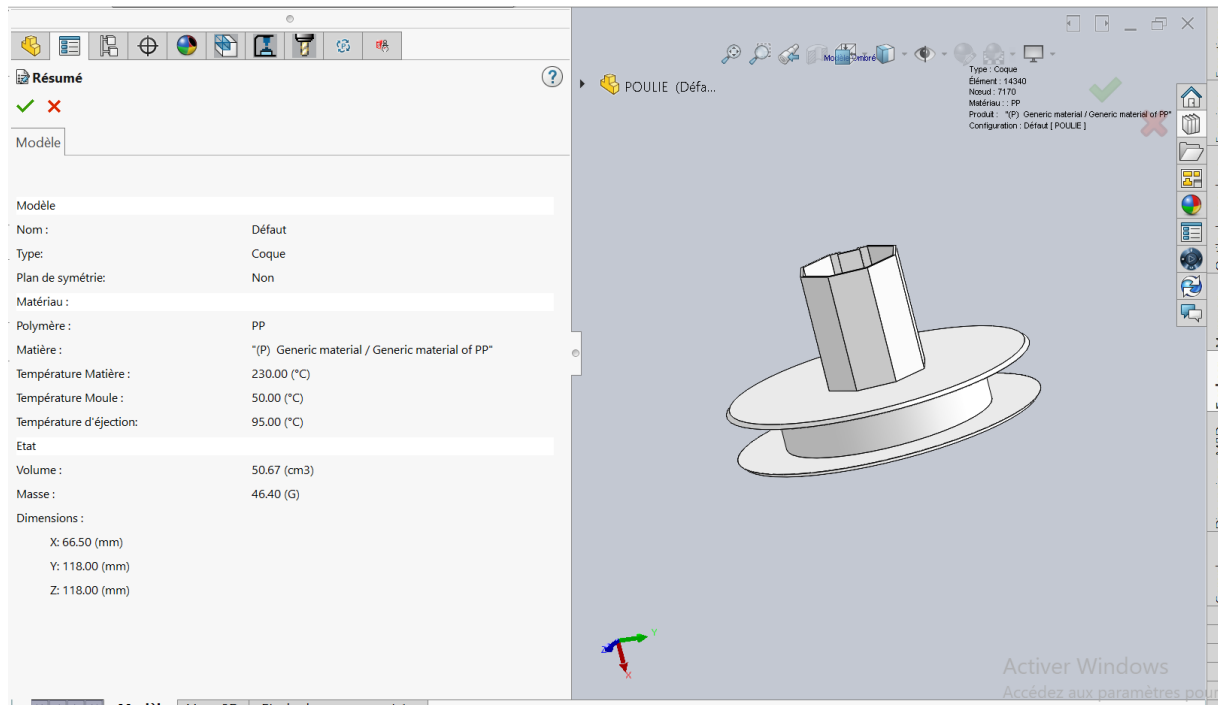 Résumé
Modèle
Modèle
Nom :
Défaut
Type:
Coque
Plan de symétrie:
Non
Matériau :
Polymère :
PP
Matière :
"(P) Generic material / Generic material of PP"
Température Matière :
230.00 (°C)
Température Moule :
50.00 (°C)
Température d'éjection:
95.00 (°C)
Etat
Volume :
50.67 (cm3)
Masse :
46.40 (G)
Dimensions :
X: 66.50 (mm)
Y: 118.00 (mm)
Z: 118.00 (mm)
POULIE (Défa...
Type : Coque
Élément : 14340
Nœud : 7170
Matériau : : PP
Produit : "(P) Generic material / Generic material of PP"
Configuration : Défaut [ POULIE ]
Y
Z
X
Activer Windows
Accédez aux paramètres pour